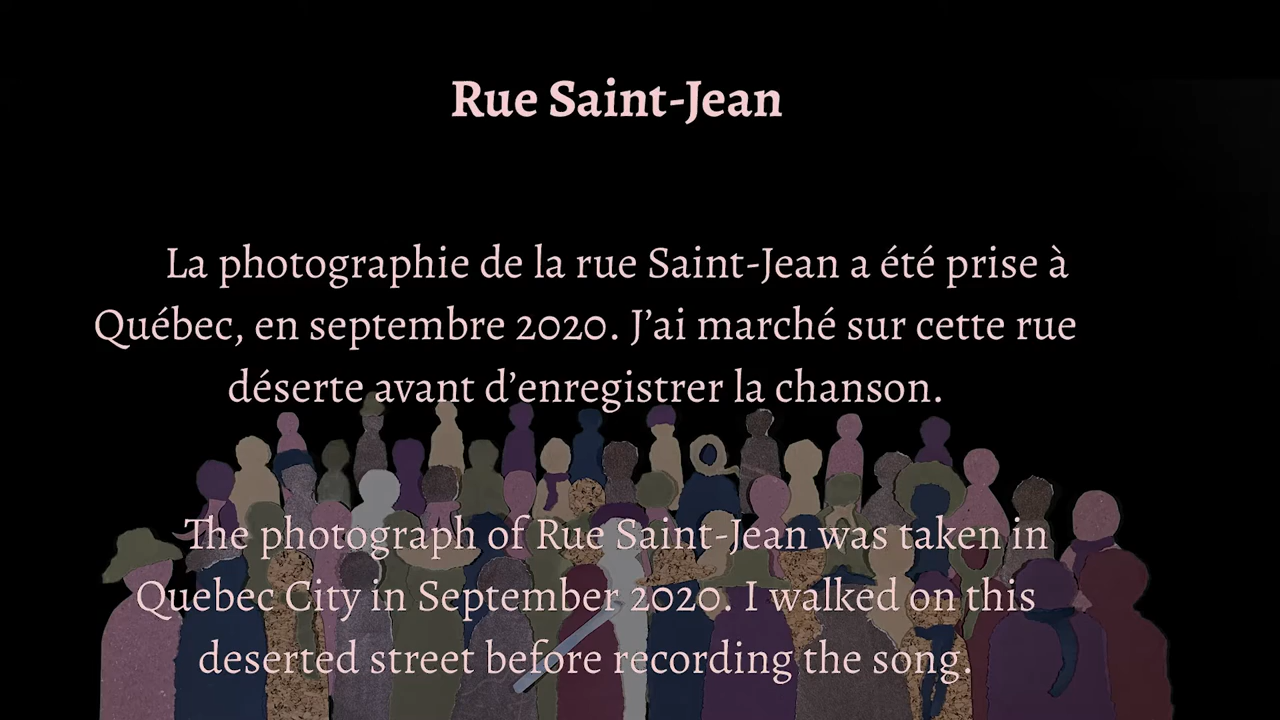 Rue Saint-Jean
La photographie de la rue Saint-Jean a été prise à
Québec, en septembre 2020. J’ai marché sur cette rue
déserte avant d’enregistrer la chanson.
The photograph of Rue Saint-Jean was taken in
Quebec City in September 2020. I walked on this
deserted street before recording the song.